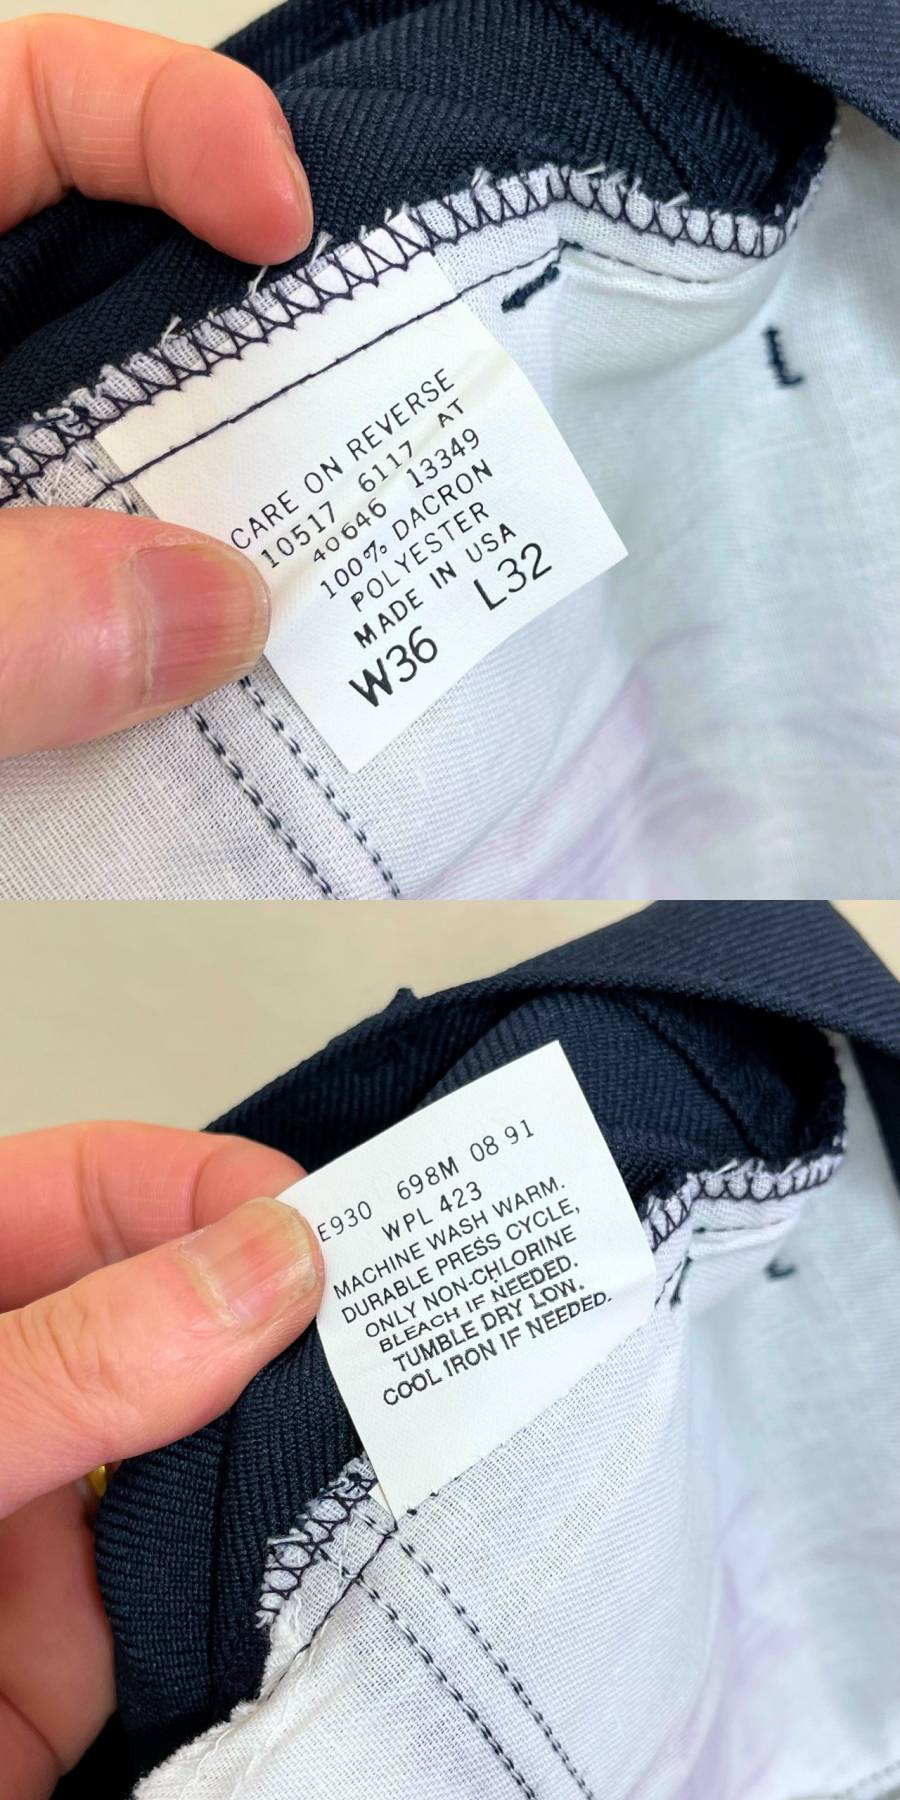 CARE ON REVERSE
10517 6117 AT
40646 13349
100% DACRON
POLYESTER
MADE IN USA
W36 L32
E930 698M 08 91
WPL 423
MACHINE WASH WARM.
DURABLE PRESS CYCLE,
ONLY NON-CHLORINE
BLEACH IF NEEDED.
TUMBLE DRY LOW.
COOL IRON IF NEEDED.